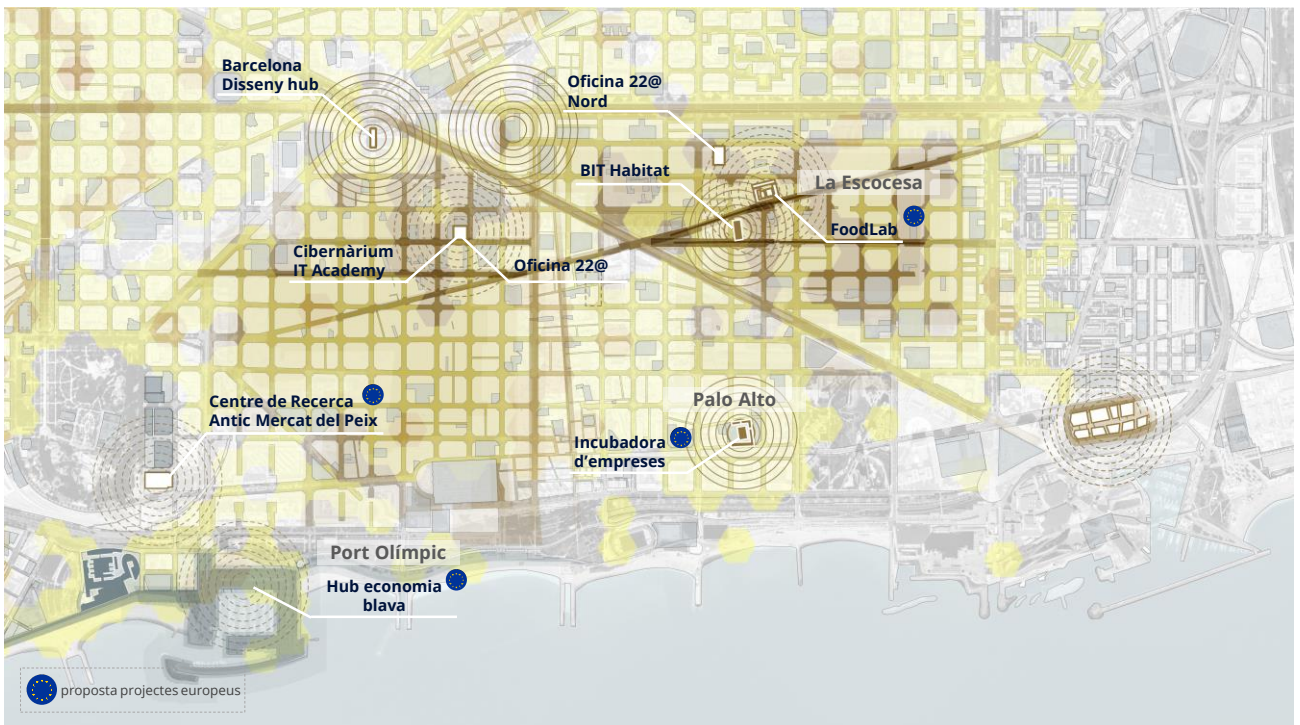 Barcelona
Disseny hub
Oficina 22@
Nord
BIT Habitat
La Escocesa
FoodLab
Cibernàrium
IT Academy
Oficina 22@
Centre de Recerca
Antic Mercat del Peix
Palo Alto
Incubadora
d’empreses
Port Olímpic
Hub economia
blava
proposta projectes europeus